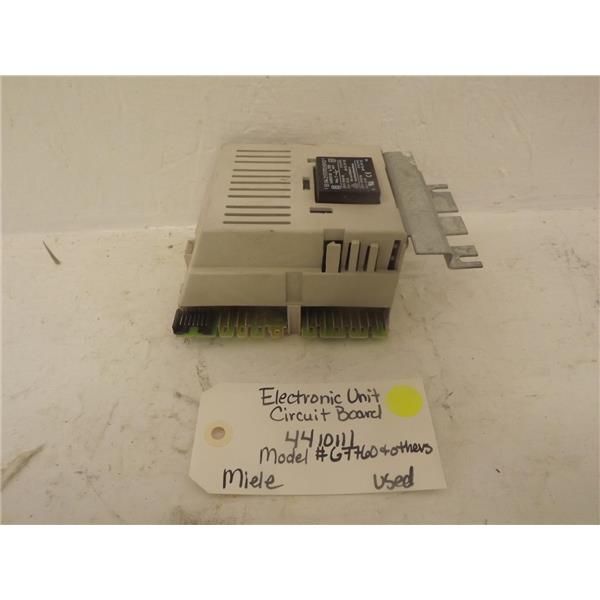 Electronic Unit
Circuit Board
4410111
Model #G7760 & others
Miele used